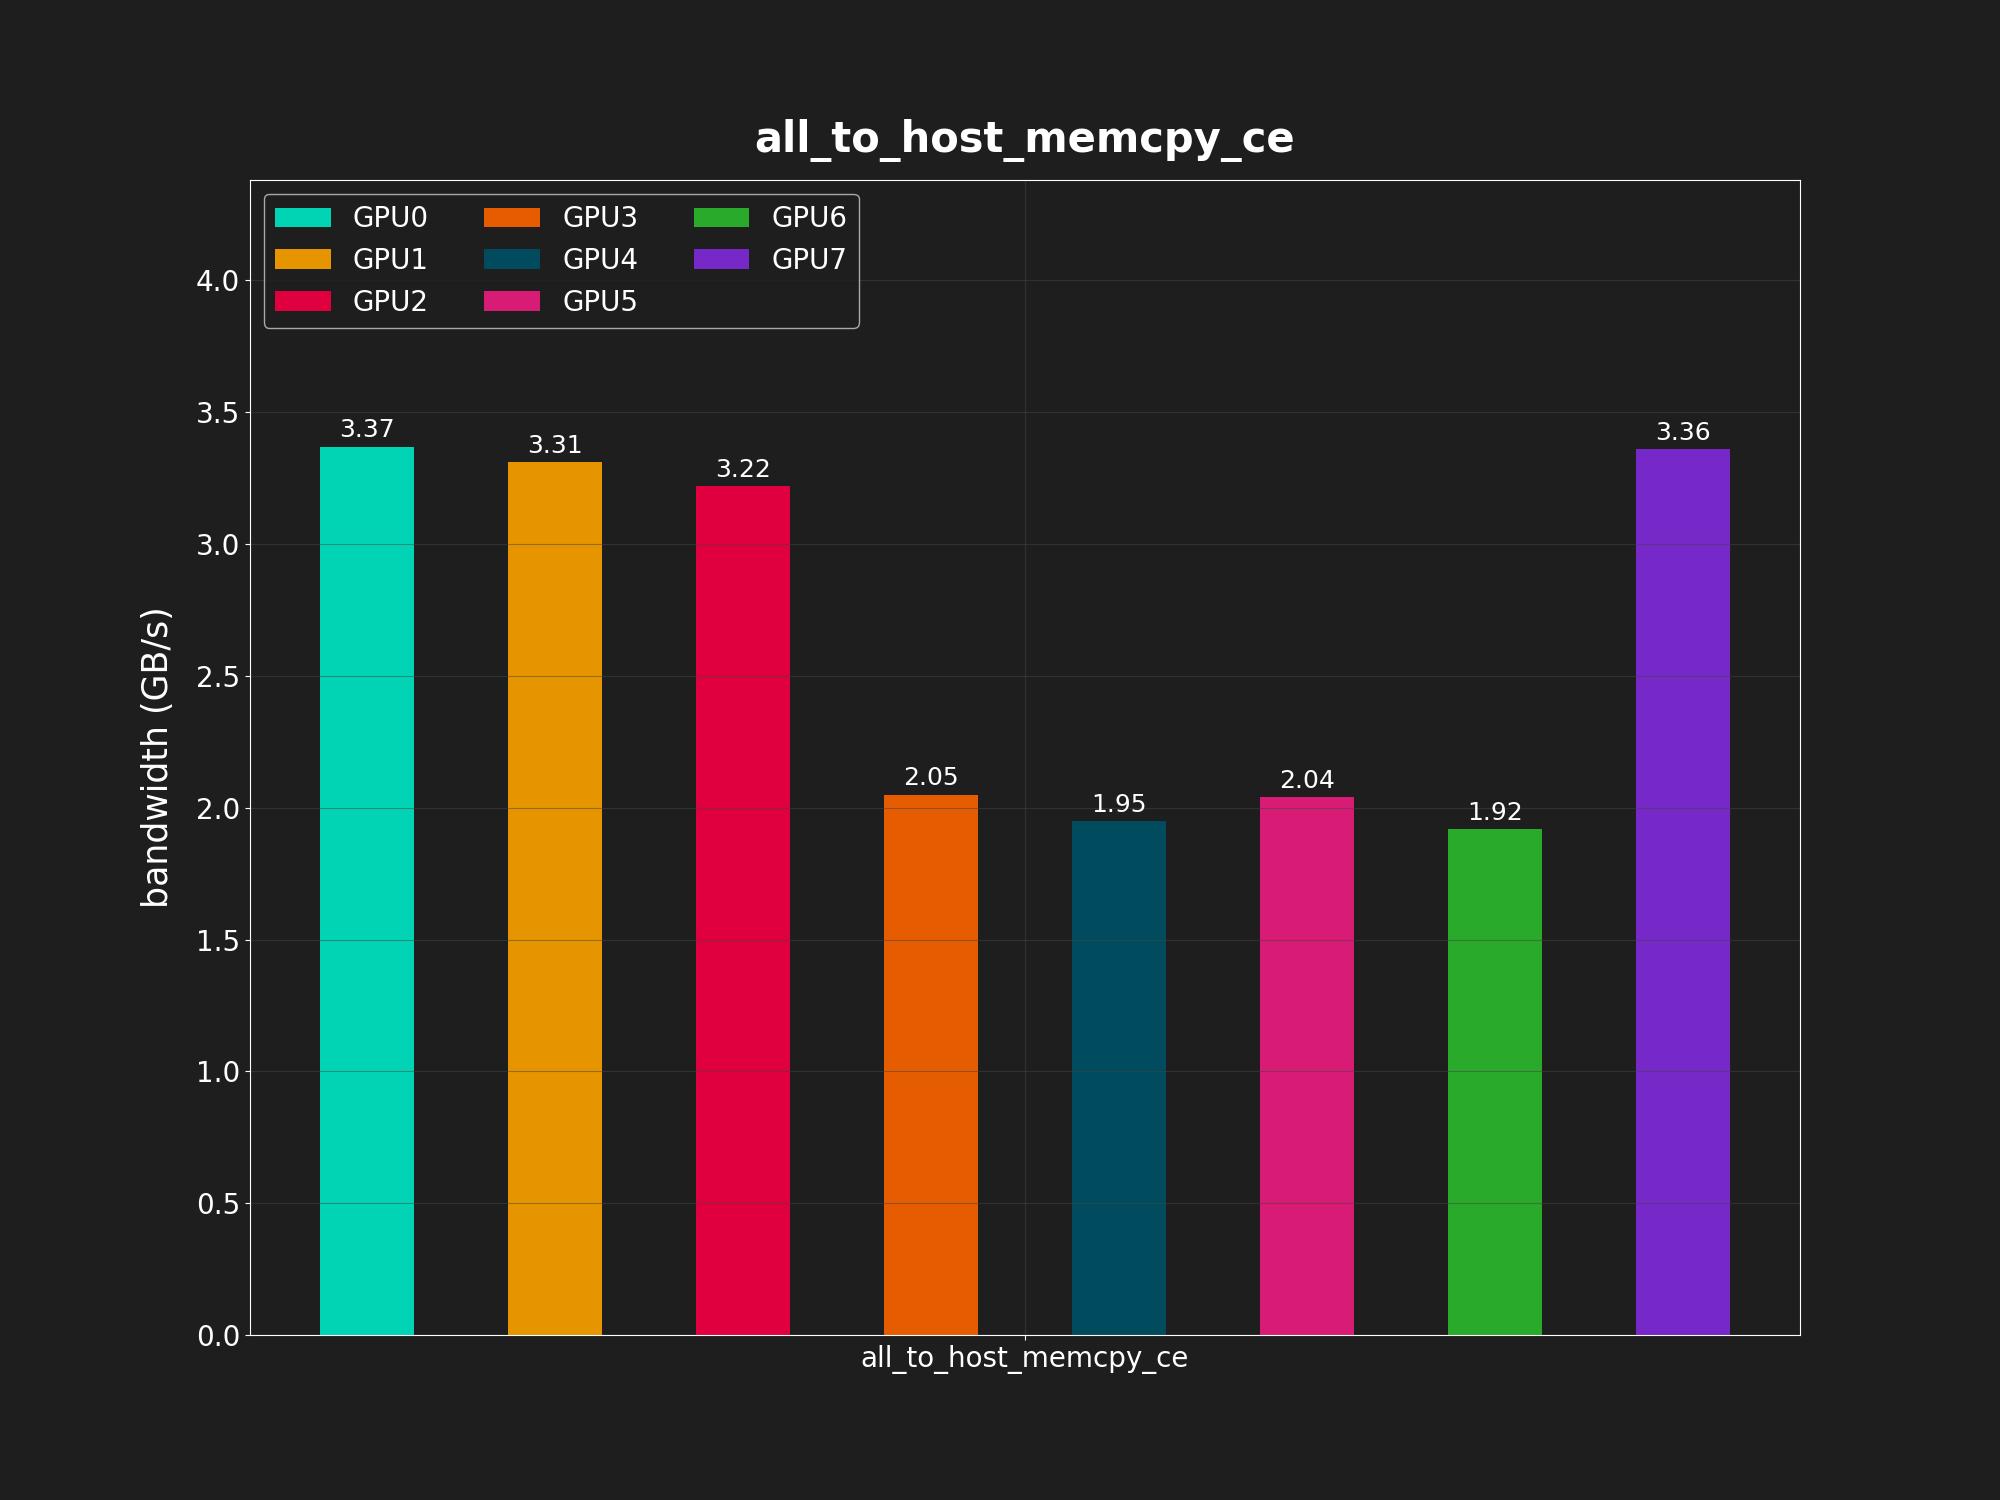 all_to_host_memcpy_ce
GPU0 GPU3 GPU6
GPU1 GPU4 GPU7
GPU2 GPU5
4.0
3.5
3.0
2.5
2.0
1.5
1.0
0.5
0.0
bandwidth (GB/s)
3.37
3.31
3.22
2.05
1.95
2.04
1.92
3.36
all_to_host_memcpy_ce